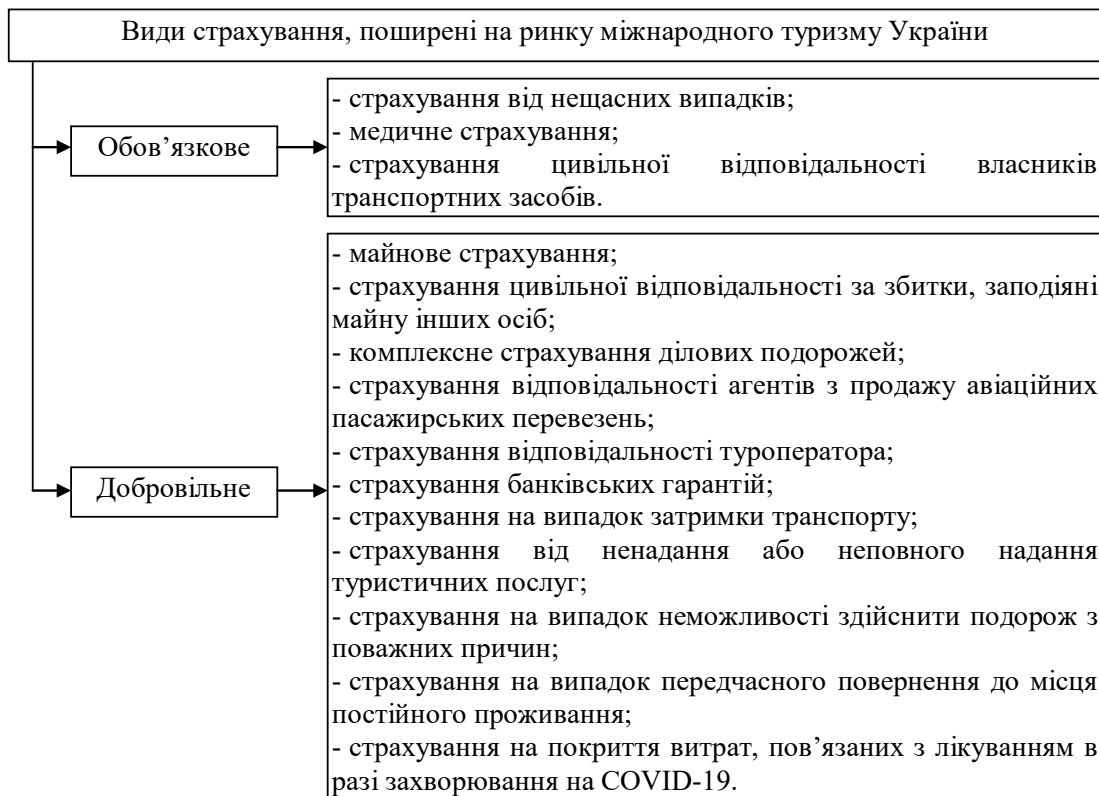 Види страхування, поширені на ринку міжнародного туризму України
Обов’язкове
- страхування від нещасних випадків;
- медичне страхування;
- страхування цивільної відповідальності власників
транспортних засобів.
Добровільне
- майнове страхування;
- страхування цивільної відповідальності за збитки, заподіяні
майну інших осіб;
- комплексне страхування ділових подорожей;
- страхування відповідальності агентів з продажу авіаційних
пасажирських перевезень;
- страхування відповідальності туроператора;
- страхування банківських гарантій;
- страхування на випадок затримки транспорту;
- страхування від ненадання або неповного надання
туристичних послуг;
- страхування на випадок неможливості здійснити подорож з
поважних причин;
- страхування на випадок передчасного повернення до місця
постійного проживання;
- страхування на покриття витрат, пов’язаних з лікуванням в
разі захворювання на COVID-19.